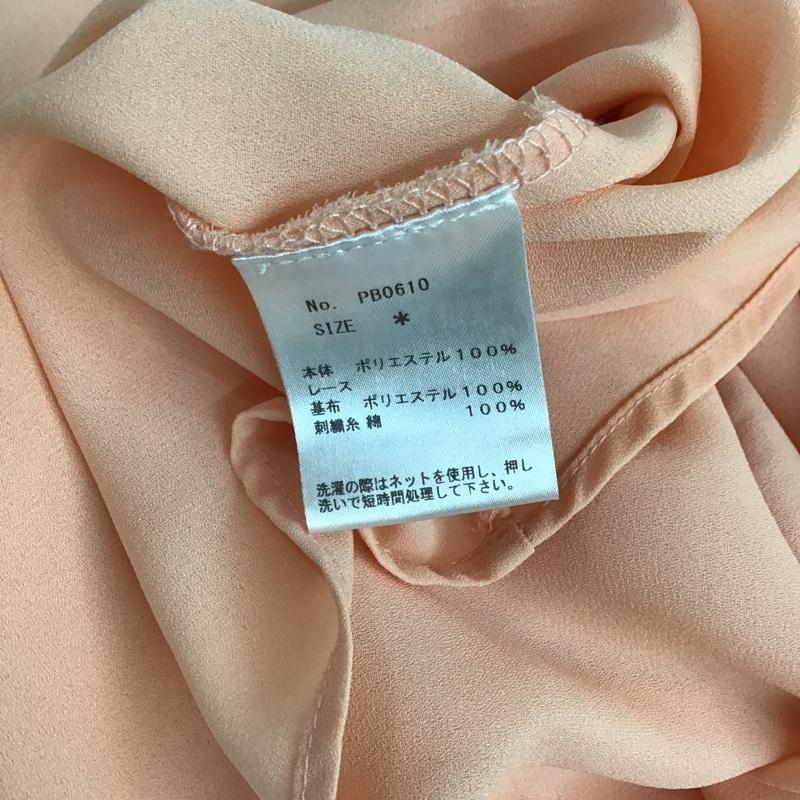 No. PB0610
SIZE *
本体 ポリエステル100%
レース
基布 ポリエステル100%
刺繍糸 綿 100%
洗濯の際はネットを使用し、押し
洗いで短時間処理して下さい。